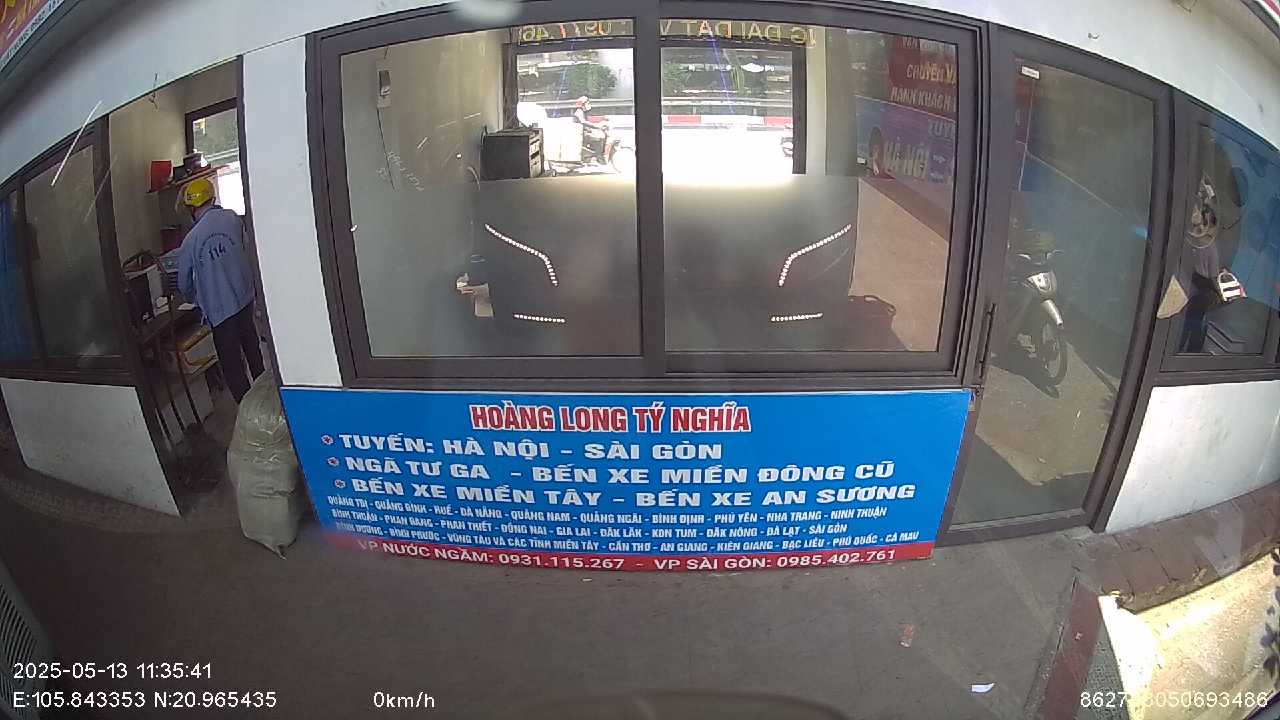 114
HOÀNG LONG TÝ NGHĨA
TUYẾN: HÀ NỘI - SÀI GÒN
NGÃ TƯ GA - BẾN XE MIỀN ĐÔNG CŨ
BẾN XE MIỀN TÂY - BẾN XE AN SƯƠNG
QUẢNG TRỊ - QUẢNG BÌNH - HUẾ - ĐÀ NẴNG - QUẢNG NAM - QUẢNG NGÃI - BÌNH ĐỊNH - PHÚ YÊN - NHA TRANG - NINH THUẬN
BÌNH THUẬN - PHAN RANG - PHAN THIẾT - ĐỒNG NAI - GIA LAI - ĐĂK LĂK - KON TUM - ĐĂK NÔNG - ĐÀ LẠT - SÀI GÒN
BÌNH DƯƠNG - BÌNH PHƯỚC - VŨNG TÀU VÀ CÁC TỈNH MIỀN TÂY - CẦN THƠ - AN GIANG - KIÊN GIANG - BẠC LIÊU - PHÚ QUỐC - CÀ MAU
VP NƯỚC NGẦM: 0931.115.267 - VP SÀI GÒN: 0985.402.761
2025-05-13 11:35:41
E:105.843353 N:20.965435 0km/h